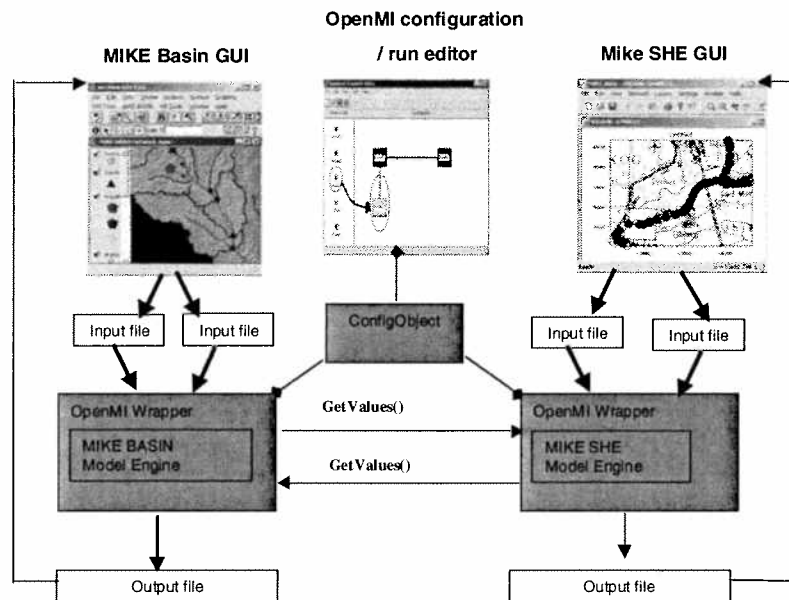 OpenMI configuration
/ run editor
MIKE Basin GUI
Mike SHE GUI
Input file
Input file
ConfigObject
Input file
Input file
OpenMI Wrapper
MIKE BASIN
Model Engine
GetValues()
GetValues()
OpenMI Wrapper
MIKE SHE
Model Engine
Output file
Output file